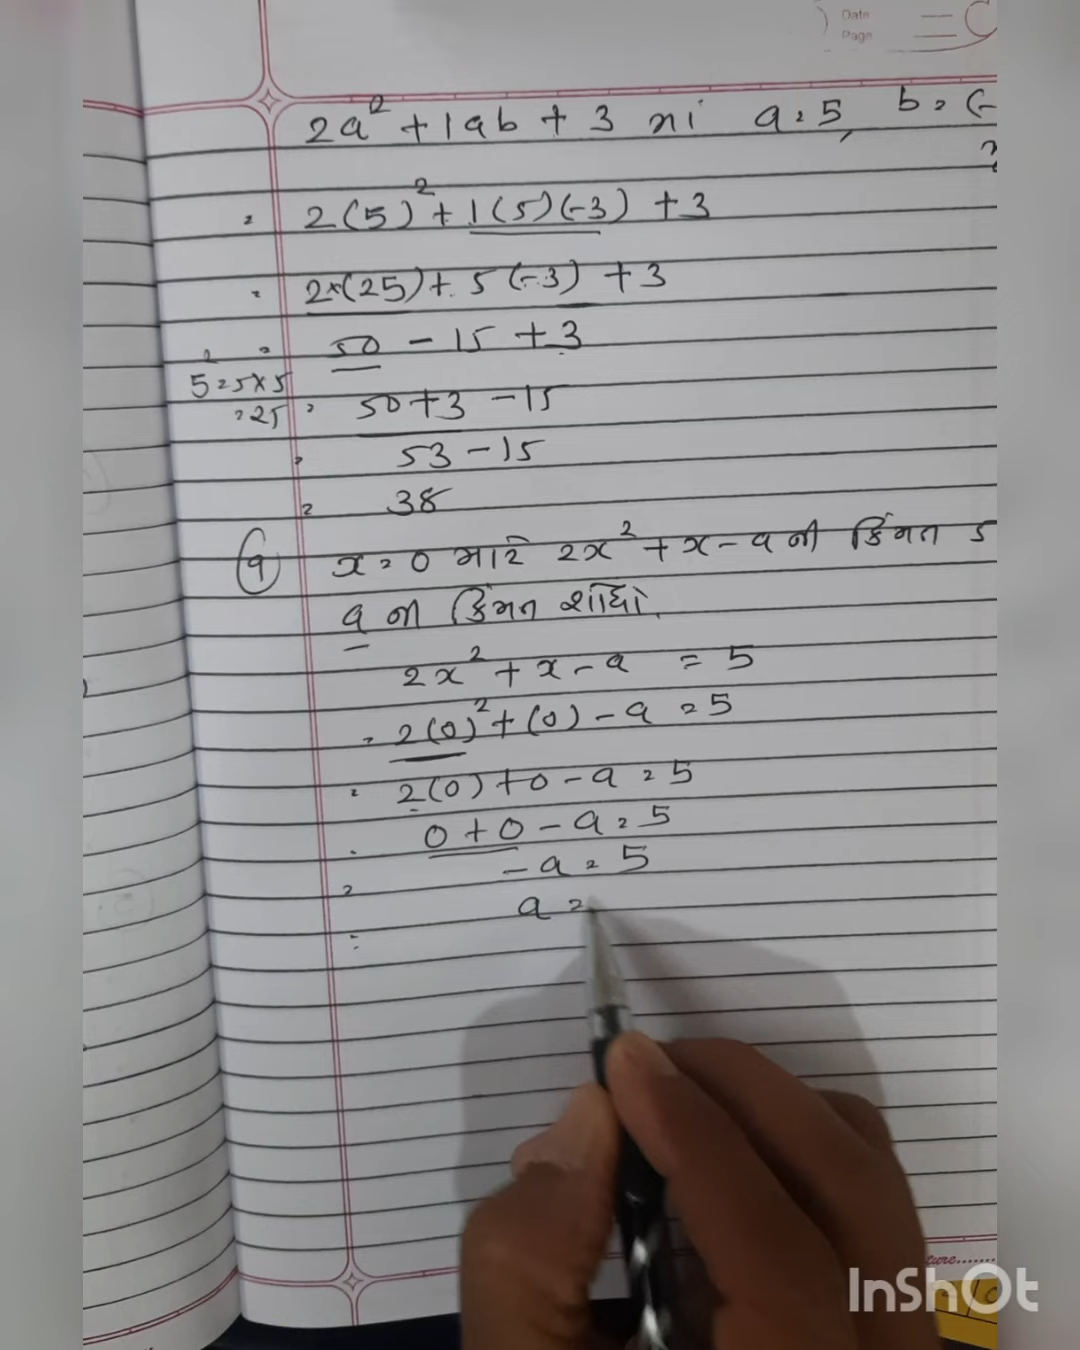 Date
Page
2a² + 1ab + 3 માં a = 5, b = (-
= 2(5)² + 1(5)(-3) + 3
= 2×(25) + 5(-3) + 3
= 50 - 15 + 3
5² = 5×5
= 25
= 50 + 3 - 15
= 53 - 15
= 38
9 x = 0 માટે 2x² + x - a ની કિંમત 5
a ની કિંમત શોધો.
2x² + x - a = 5
= 2(0)² + (0) - a = 5
= 2(0) + 0 - a = 5
= 0 + 0 - a = 5
= - a = 5
= a =
ture......
InShOt